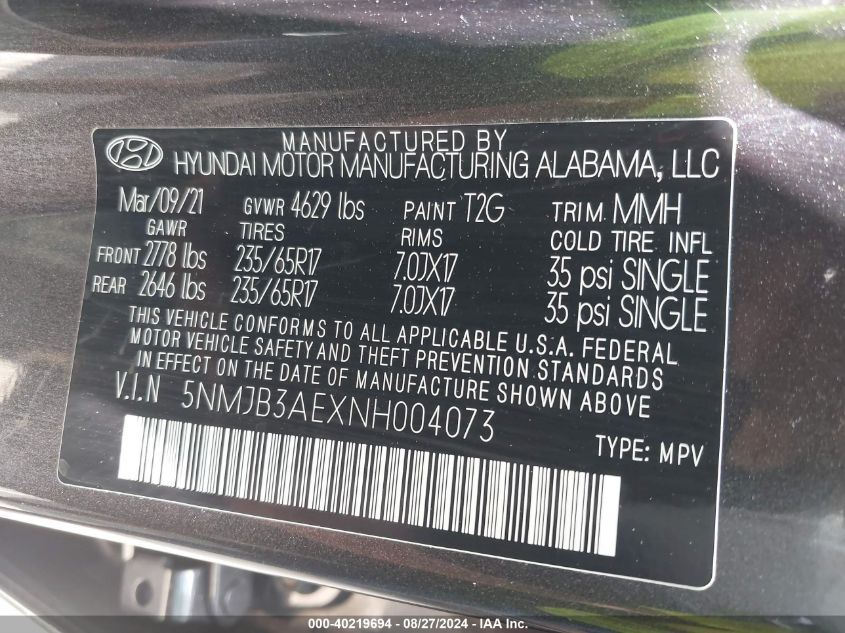 MANUFACTURED BY
HYUNDAI MOTOR MANUFACTURING ALABAMA, LLC
Mar/09/21 GVWR 4629 lbs PAINT T2G TRIM MMH
GAWR TIRES RIMS COLD TIRE INFL
FRONT 2778 lbs 235/65R17 7.0JX17 35 psi SINGLE
REAR 2646 lbs 235/65R17 7.0JX17 35 psi SINGLE
THIS VEHICLE CONFORMS TO ALL APPLICABLE U.S.A. FEDERAL
MOTOR VEHICLE SAFETY AND THEFT PREVENTION STANDARDS
IN EFFECT ON THE DATE OF MANUFACTURE SHOWN ABOVE
V.I.N 5NMJB3AEXNH004073
TYPE: MPV
000-40219694 - 08/27/2024 - IAA Inc.